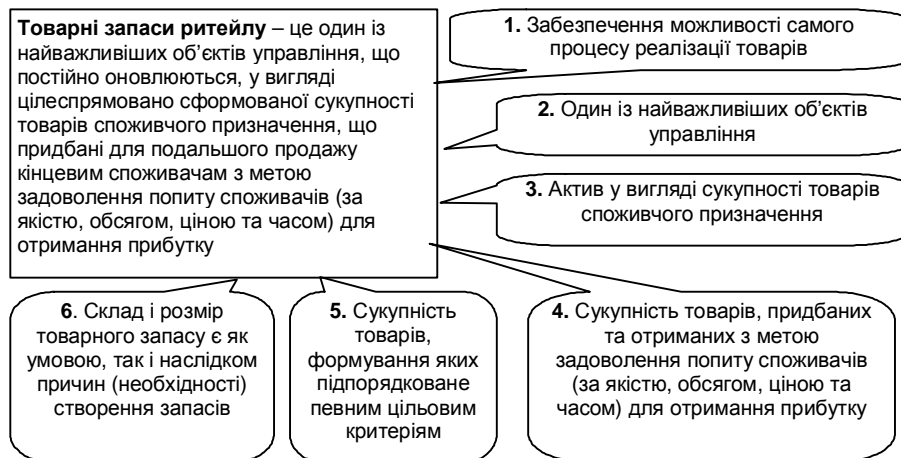 Товарні запаси ритейлу – це один із
найважливіших об’єктів управління, що
постійно оновлюються, у вигляді
цілеспрямовано сформованої сукупності
товарів споживчого призначення, що
придбані для подальшого продажу
кінцевим споживачам з метою
задоволення попиту споживачів (за
якістю, обсягом, ціною та часом) для
отримання прибутку
1. Забезпечення можливості самого
процесу реалізації товарів
2. Один із найважливіших об’єктів
управління
3. Актив у вигляді сукупності товарів
споживчого призначення
4. Сукупність товарів, придбаних
та отриманих з метою
задоволення попиту споживачів
(за якістю, обсягом, ціною та
часом) для отримання прибутку
5. Сукупність
товарів,
формування яких
підпорядковане
певним цільовим
критеріям
6. Склад і розмір
товарного запасу є як
умовою, так і наслідком
причин (необхідності)
створення запасів